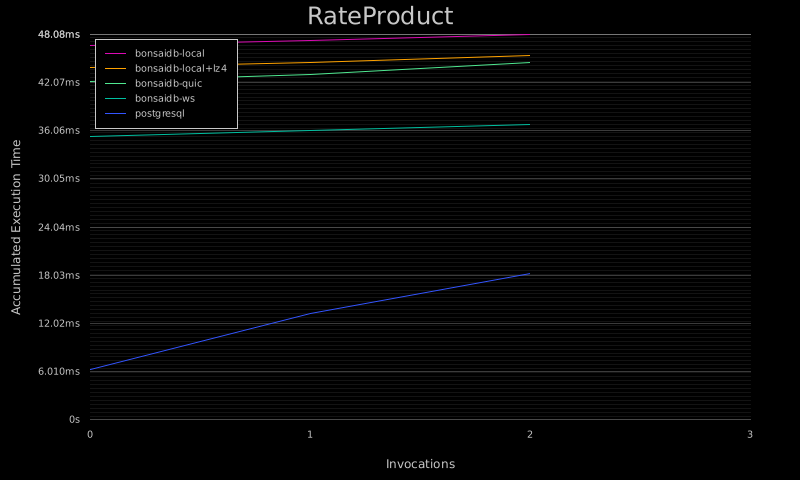 RateProduct
48.08ms
bonsaidb-local
bonsaidb-local+lz4
bonsaidb-quic
bonsaidb-ws
postgresql
42.07ms
36.06ms
30.05ms
24.04ms
18.03ms
12.02ms
6.010ms
0s
Accumulated Execution Time
0 1 2 3
Invocations